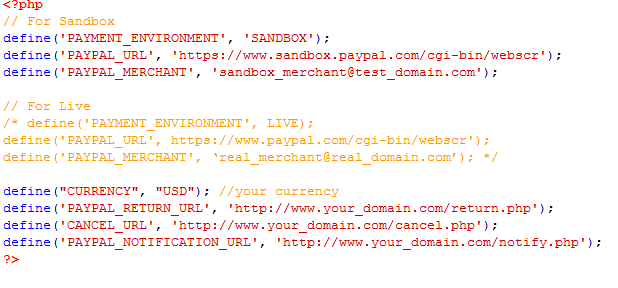 <?php
// For Sandbox
define('PAYMENT_ENVIRONMENT', 'SANDBOX');
define('PAYPAL_URL', 'https://www.sandbox.paypal.com/cgi-bin/webscr');
define('PAYPAL_MERCHANT', 'sandbox_merchant@test_domain.com');
// For Live
/* define('PAYMENT_ENVIRONMENT', LIVE);
define('PAYPAL_URL', https://www.paypal.com/cgi-bin/webscr');
define('PAYPAL_MERCHANT', ‘real_merchant@real_domain.com’); */
define("CURRENCY", "USD"); //your currency
define('PAYPAL_RETURN_URL', 'http://www.your_domain.com/return.php');
define('CANCEL_URL', 'http://www.your_domain.com/cancel.php');
define('PAYPAL_NOTIFICATION_URL', 'http://www.your_domain.com/notify.php');
?>